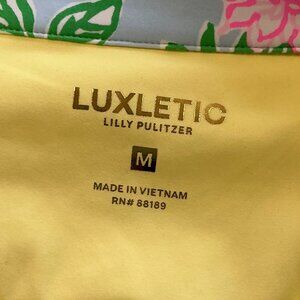 LUXLETIC
LILLY PULITZER
M
MADE IN VIETNAM
RN# 88189